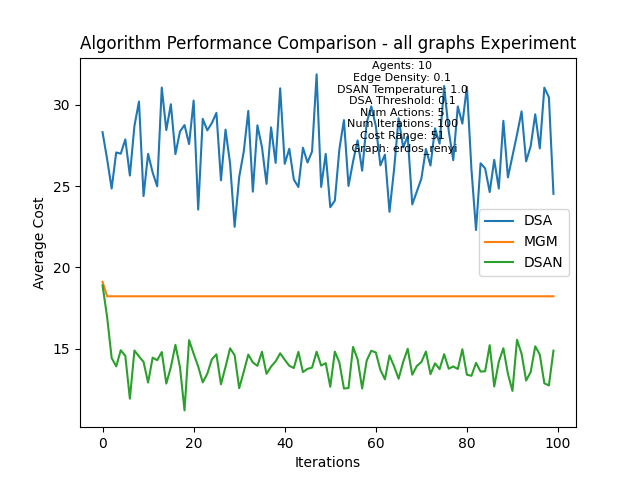 Algorithm Performance Comparison - all graphs Experiment
Agents: 10
Edge Density: 0.1
DSAN Temperature: 1.0
DSA Threshold: 0.1
Num Actions: 5
Num Iterations: 100
Cost Range: 51
Graph: erdos_renyi
30
25
20
15
Average Cost
DSA
MGM
DSAN
0
20
40
60
80
100
Iterations